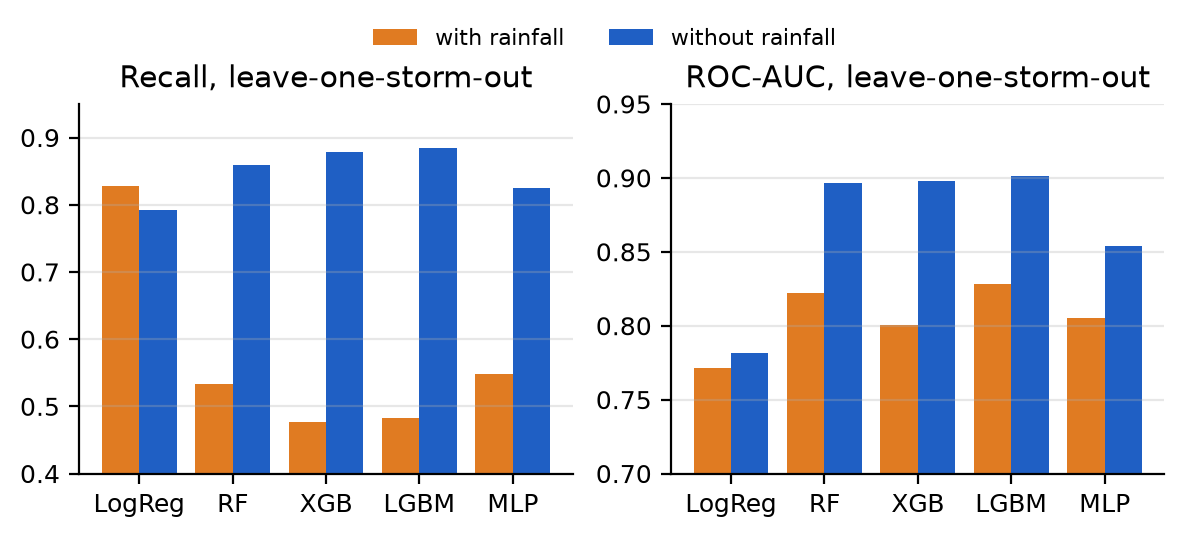 with rainfall without rainfall
Recall, leave-one-storm-out
0.9
0.8
0.7
0.6
0.5
0.4
LogReg RF XGB LGBM MLP
ROC-AUC, leave-one-storm-out
0.95
0.90
0.85
0.80
0.75
0.70
LogReg RF XGB LGBM MLP